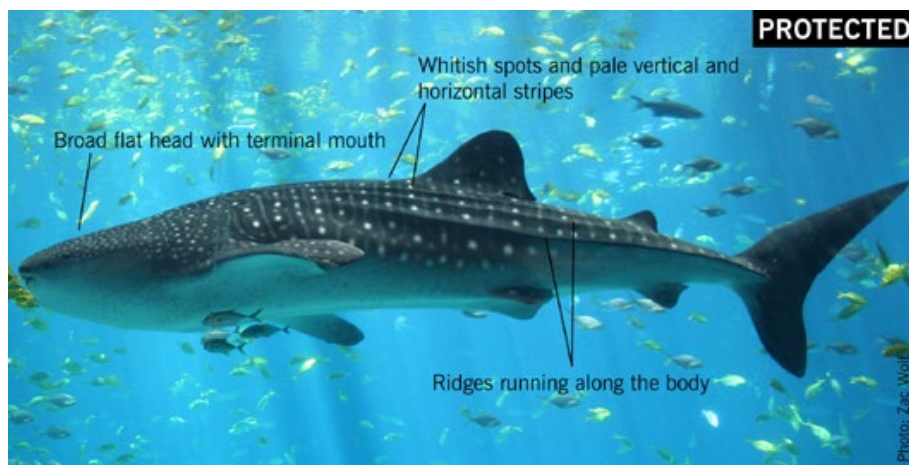 PROTECTED
Whitish spots and pale vertical and
horizontal stripes
Broad flat head with terminal mouth
Ridges running along the body
Photo: Zac Wolf